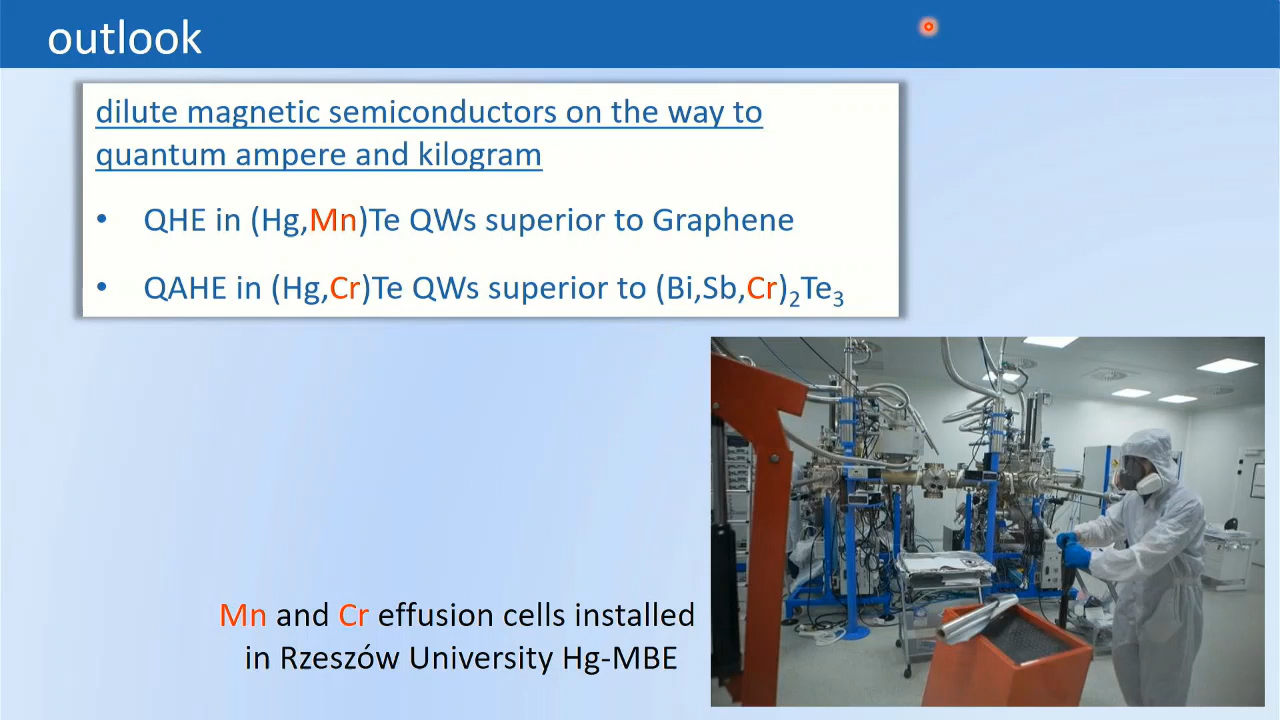 outlook
dilute magnetic semiconductors on the way to
quantum ampere and kilogram
• QHE in (Hg,Mn)Te QWs superior to Graphene
• QAHE in (Hg,Cr)Te QWs superior to (Bi,Sb,Cr)₂Te₃
Mn and Cr effusion cells installed
in Rzeszów University Hg-MBE